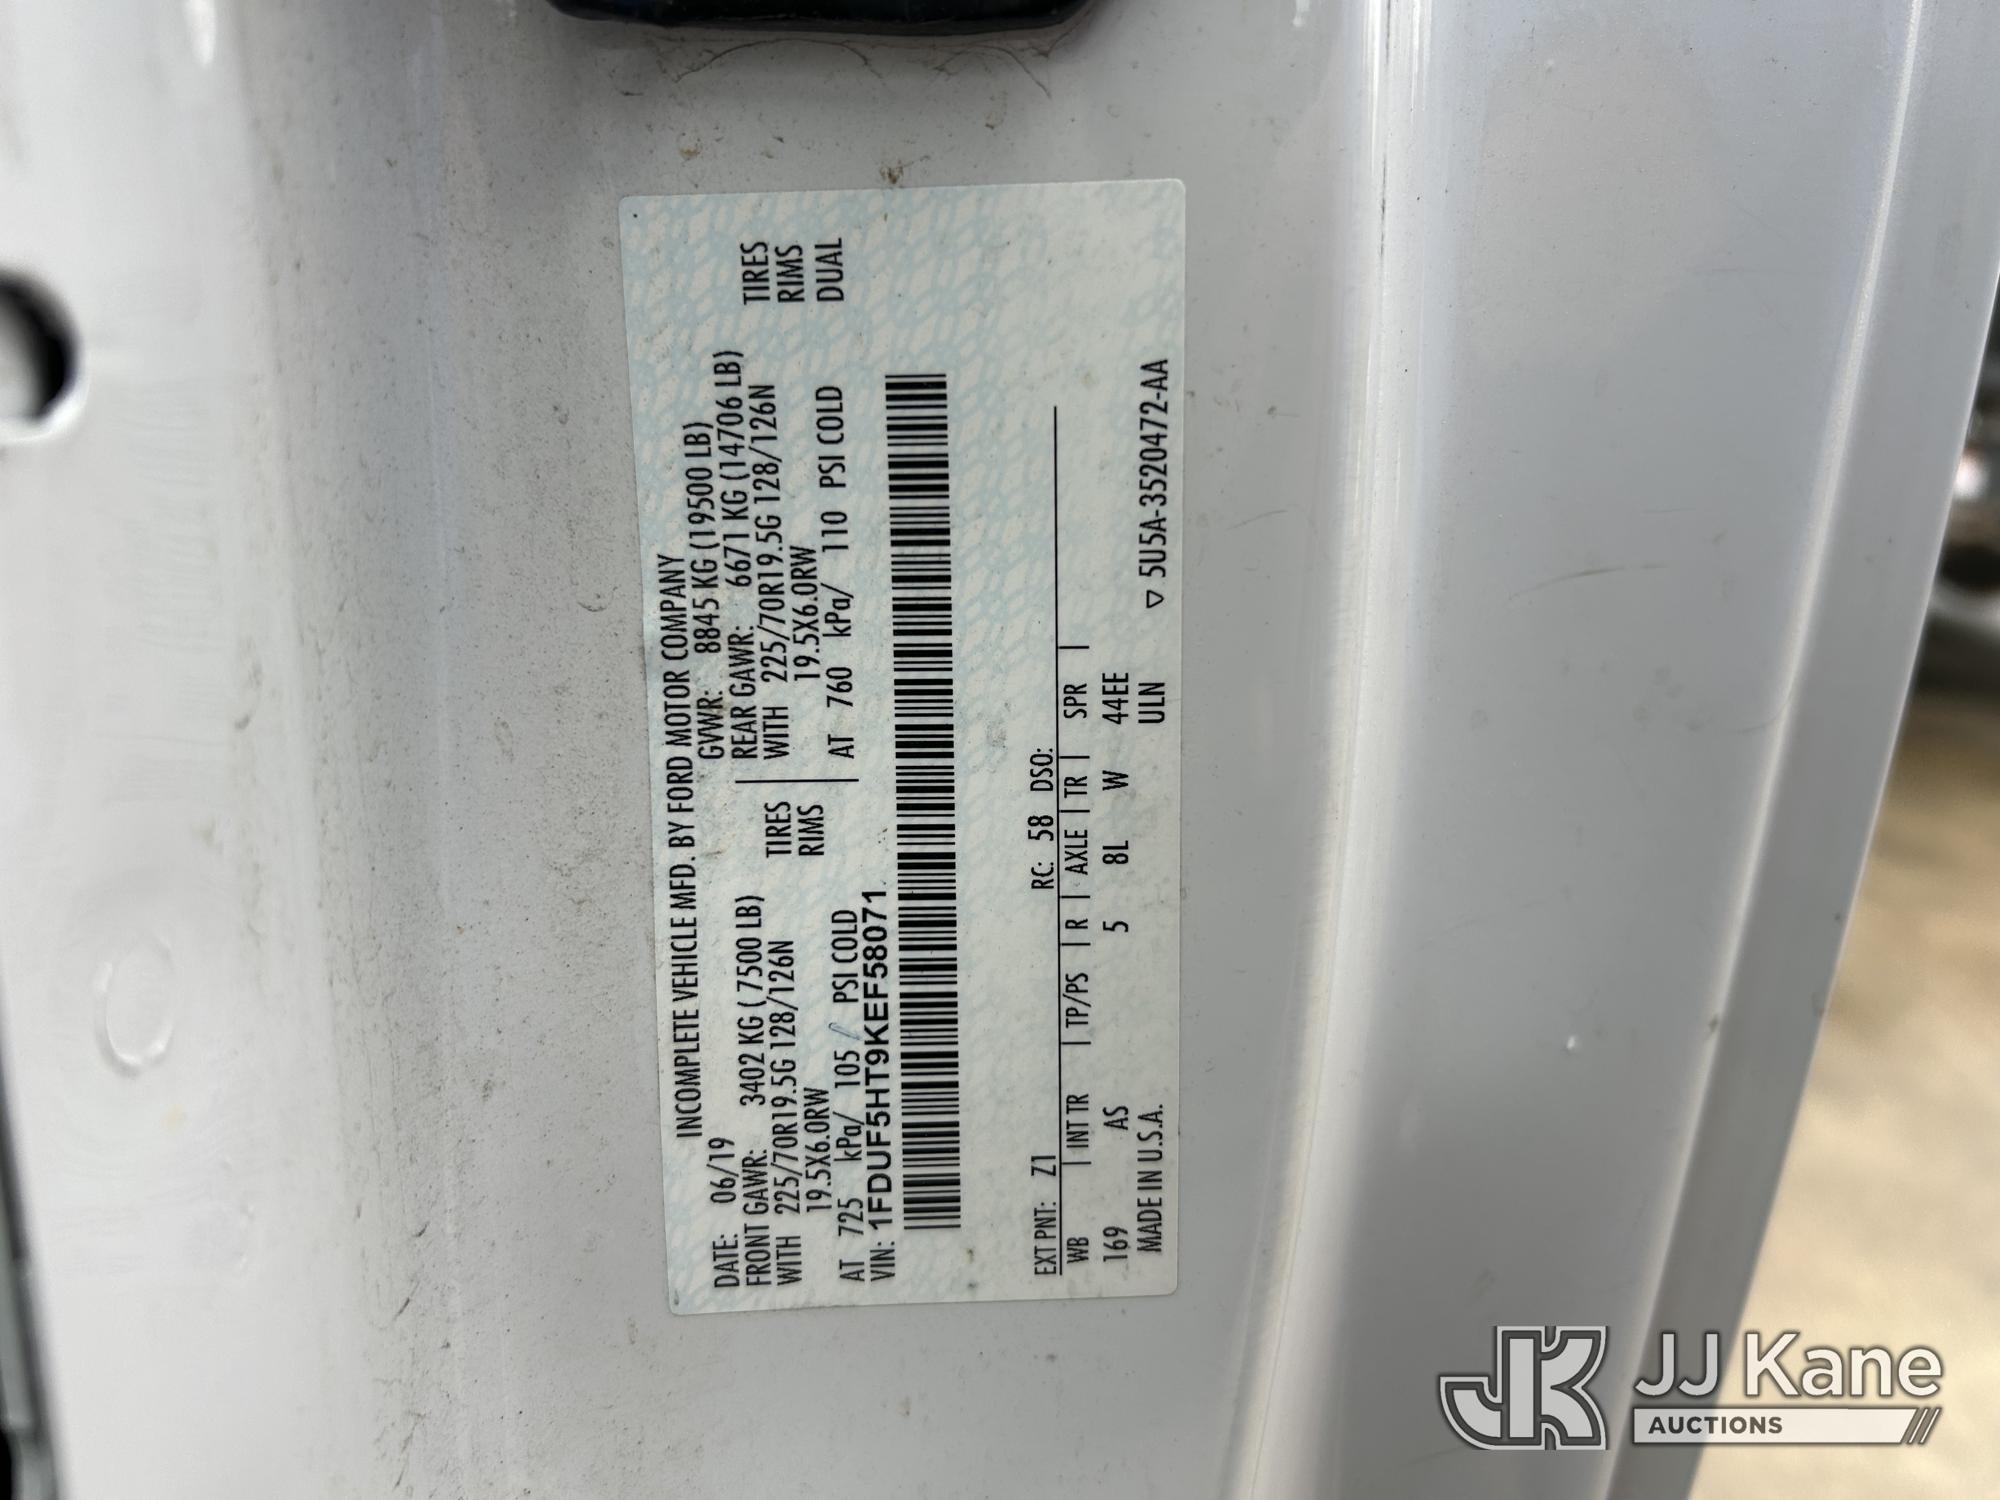 INCOMPLETE VEHICLE MFD. BY FORD MOTOR COMPANY
DATE: 06/19 GVWR: 8845 KG (19500 LB)
FRONT GAWR: 3402 KG ( 7500 LB) REAR GAWR: 6671 KG (14706 LB)
WITH 225/70R19.5G 128/126N TIRES WITH 225/70R19.5G 128/126N TIRES
19.5X6.0RW RIMS 19.5X6.0RW RIMS
AT 725 kPa/ 105 / PSI COLD AT 760 kPa/ 110 PSI COLD DUAL
VIN: 1FDUF5HT9KEF58071
EXT PNT: Z1 RC: 58 DSO:
WB | INT TR | TP/PS | R | AXLE | TR | SPR |
169 AS 5 8L W 44EE
MADE IN U.S.A. ULN ▽ 5U5A-3520472-AA
JK JJ Kane
AUCTIONS